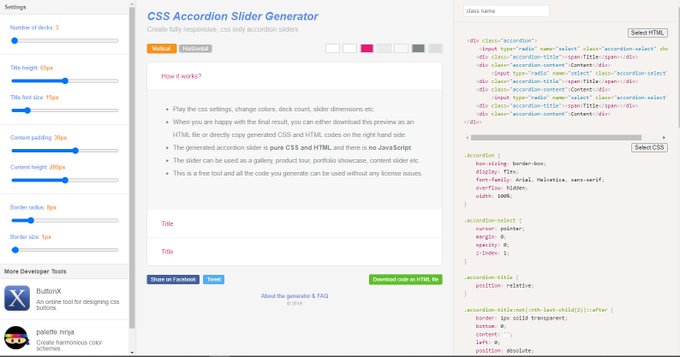 Settings
Number of decks: 3
Title height: 55px
Title font size: 15px
Content padding: 30px
Content height: 260px
Border radius: 8px
Border size: 1px
More Developer Tools
X
ButtonX
An online tool for designing css
buttons.
palette.ninja
Create harmonious color
schemes.
CSS Accordion Slider Generator
Create fully responsive, css only accordion sliders
Vertical
Horizontal
How it works?
• Play the css settings, change colors, deck count, slider dimensions etc.
• When you are happy with the final result, you can either download this preview as an
HTML file or directly copy generated CSS and HTML codes on the right hand side.
• The generated accordion slider is pure CSS and HTML and there is no JavaScript.
• The slider can be used as a gallery, product tour, portfolio showcase, content slider etc.
• This is a free tool and all the code you generate can be used without any license issues.
Title
Title
Share on Facebook
Tweet
Download code as HTML file
About the generator & FAQ
© 2019
class name
Select HTML
<div class="accordion">
<input type="radio" name="select" class="accordion-select" che
<div class="accordion-title"><span>Title</span></div>
<div class="accordion-content">Content</div>
<input type="radio" name="select" class="accordion-select"
<div class="accordion-title"><span>Title</span></div>
<div class="accordion-content">Content</div>
<input type="radio" name="select" class="accordion-select"
<div class="accordion-title"><span>Title</span></div>
<div class="accordion-content">Content</div>
</div>
Select CSS
.accordion {
box-sizing: border-box;
display: flex;
font-family: Arial, Helvetica, sans-serif;
overflow: hidden;
width: 100%;
}
.accordion-select {
cursor: pointer;
margin: 0;
opacity: 0;
z-index: 1;
}
.accordion-title {
position: relative;
}
.accordion-title:not(:nth-last-child(2))::after {
border: 1px solid transparent;
bottom: 0;
content: '';
left: 0;
position: absolute;